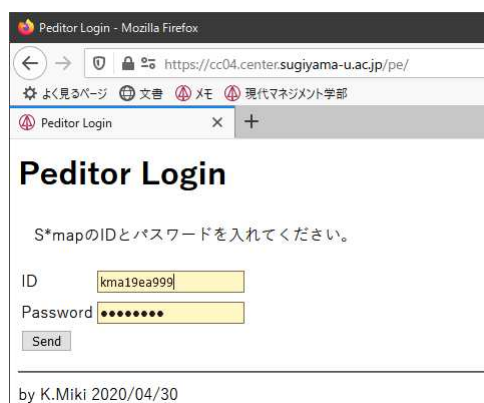 Peditor Login - Mozilla Firefox
https://cc04.center.sugiyama-u.ac.jp/pe/
よく見るページ 文書 メモ 現代マネジメント学部
Peditor Login
Peditor Login
S*mapのIDとパスワードを入れてください。
ID kma19ea999
Password ●●●●●●●●
Send
by K.Miki 2020/04/30